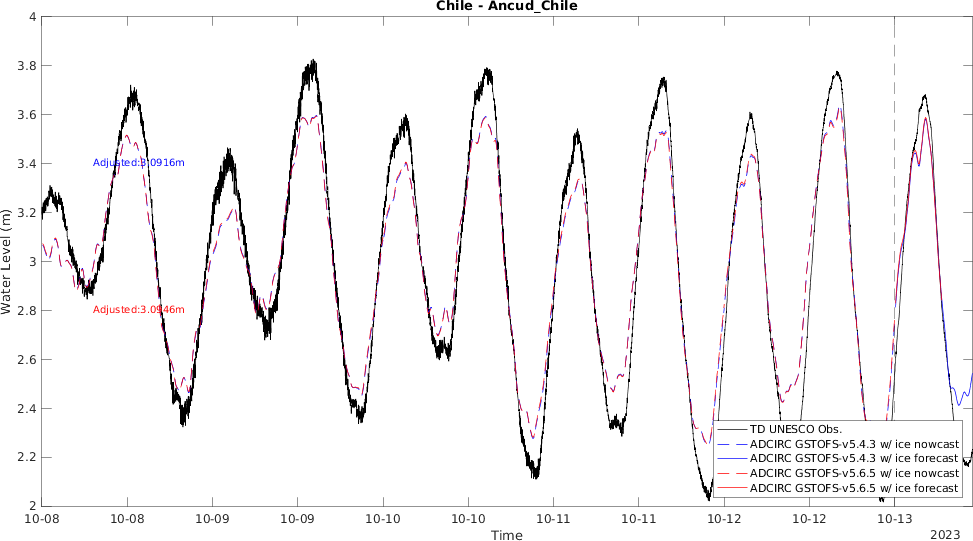 Chile - Ancud_Chile
4
3.8
3.6
3.4
3.2
3
2.8
2.6
2.4
2.2
2
Water Level (m)
Adjusted:3.0916m
Adjusted:3.0946m
TD UNESCO Obs.
ADCIRC GSTOFS-v5.4.3 w/ ice nowcast
ADCIRC GSTOFS-v5.4.3 w/ ice forecast
ADCIRC GSTOFS-v5.6.5 w/ ice nowcast
ADCIRC GSTOFS-v5.6.5 w/ ice forecast
10-08 10-08 10-09 10-09 10-10 10-10 10-11 10-11 10-12 10-12 10-13
Time
2023